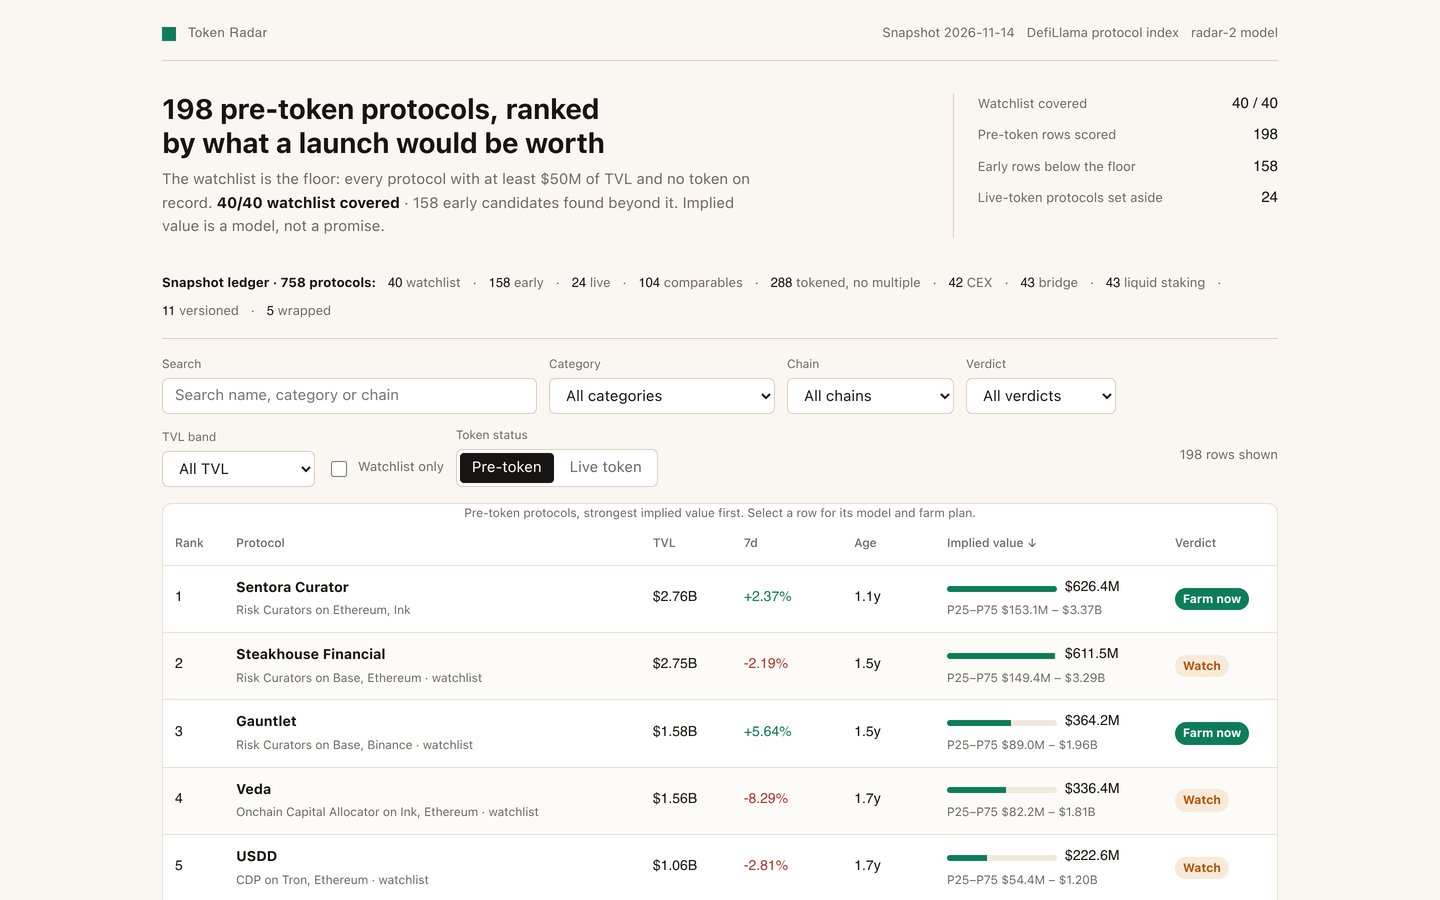 Token Radar
Snapshot 2026-11-14 DefiLlama protocol index radar-2 model
198 pre-token protocols, ranked
by what a launch would be worth
The watchlist is the floor: every protocol with at least $50M of TVL and no token on
record. 40/40 watchlist covered · 158 early candidates found beyond it. Implied
value is a model, not a promise.
Watchlist covered 40 / 40
Pre-token rows scored 198
Early rows below the floor 158
Live-token protocols set aside 24
Snapshot ledger · 758 protocols: 40 watchlist · 158 early · 24 live · 104 comparables · 288 tokened, no multiple · 42 CEX · 43 bridge · 43 liquid staking ·
11 versioned · 5 wrapped
Search
Search name, category or chain
Category
All categories
Chain
All chains
Verdict
All verdicts
TVL band
All TVL
Watchlist only
Token status
Pre-token Live token
198 rows shown
Pre-token protocols, strongest implied value first. Select a row for its model and farm plan.
Rank Protocol TVL 7d Age Implied value ↓ Verdict
1 Sentora Curator $2.76B +2.37% 1.1y $626.4M Farm now
Risk Curators on Ethereum, Ink P25–P75 $153.1M – $3.37B
2 Steakhouse Financial $2.75B -2.19% 1.5y $611.5M Watch
Risk Curators on Base, Ethereum · watchlist P25–P75 $149.4M – $3.29B
3 Gauntlet $1.58B +5.64% 1.5y $364.2M Farm now
Risk Curators on Base, Binance · watchlist P25–P75 $89.0M – $1.96B
4 Veda $1.56B -8.29% 1.7y $336.4M Watch
Onchain Capital Allocator on Ink, Ethereum · watchlist P25–P75 $82.2M – $1.81B
5 USDD $1.06B -2.81% 1.7y $222.6M Watch
CDP on Tron, Ethereum · watchlist P25–P75 $54.4M – $1.20B